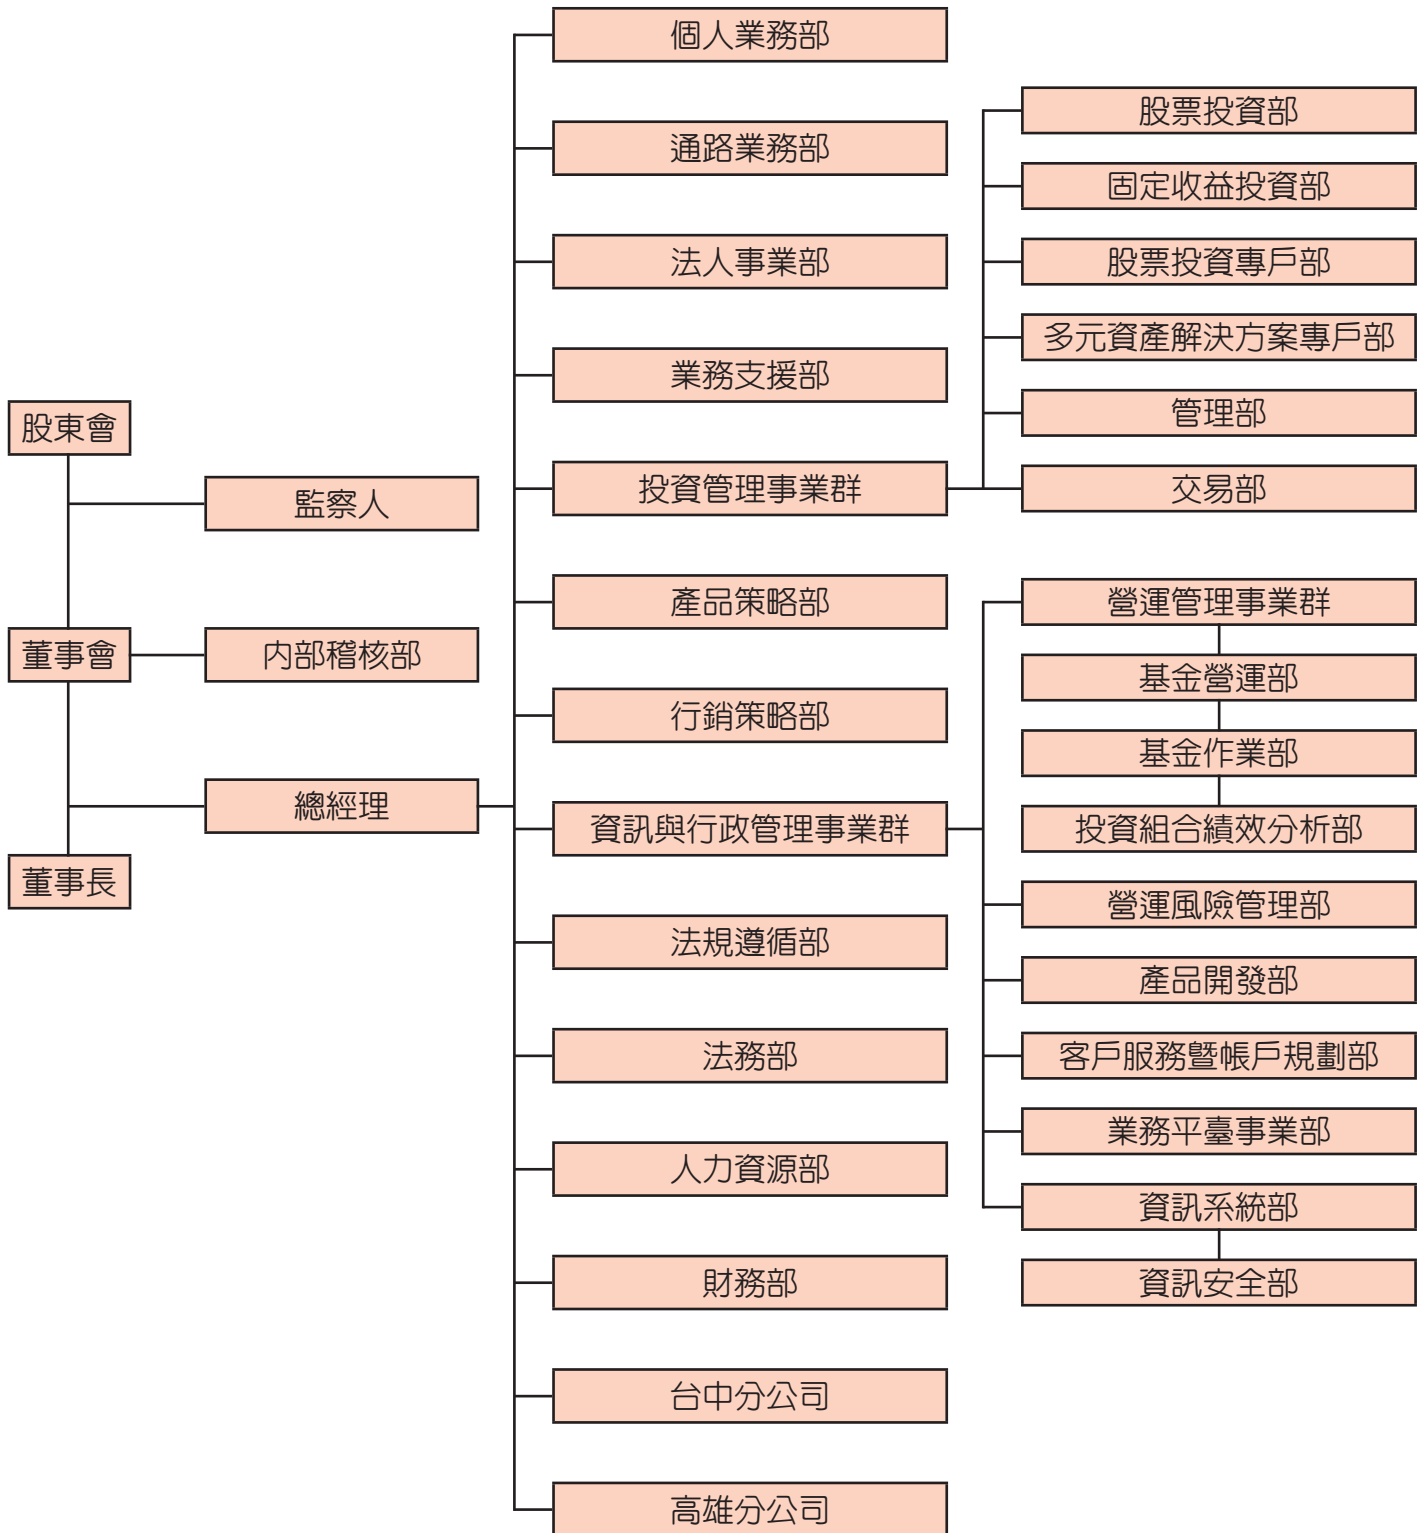 股東會
監察人
董事會
內部稽核部
總經理
董事長
個人業務部
通路業務部
法人事業部
業務支援部
投資管理事業群
產品策略部
行銷策略部
資訊與行政管理事業群
法規遵循部
法務部
人力資源部
財務部
台中分公司
高雄分公司
股票投資部
固定收益投資部
股票投資專戶部
多元資產解決方案專戶部
管理部
交易部
營運管理事業群
基金營運部
基金作業部
投資組合績效分析部
營運風險管理部
產品開發部
客戶服務暨帳戶規劃部
業務平臺事業部
資訊系統部
資訊安全部